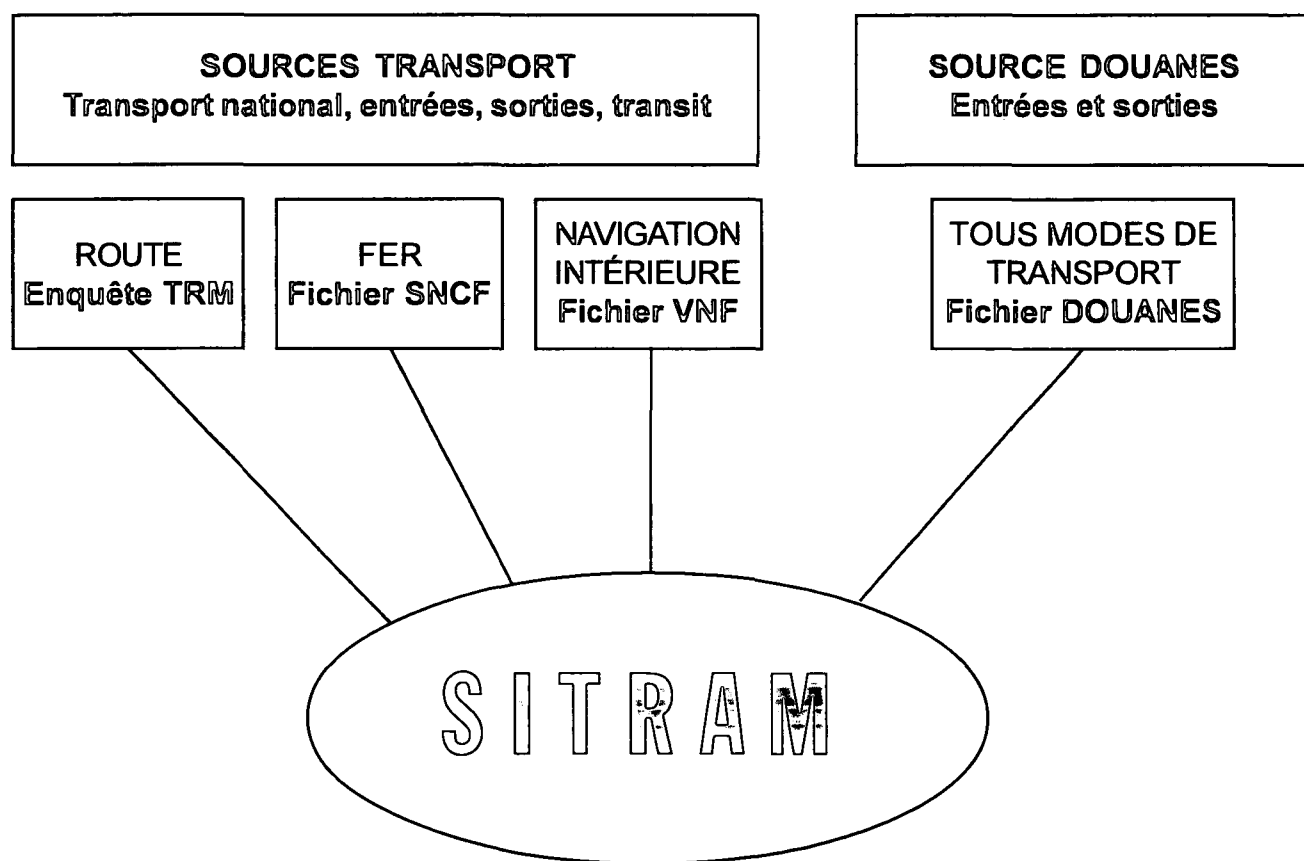 SOURCES TRANSPORT
Transport national, entrées, sorties, transit
SOURCE DOUANES
Entrées et sorties
ROUTE
Enquête TRM
FER
Fichier SNCF
NAVIGATION
INTÉRIEURE
Fichier VNF
TOUS MODES DE
TRANSPORT
Fichier DOUANES
SITRAM